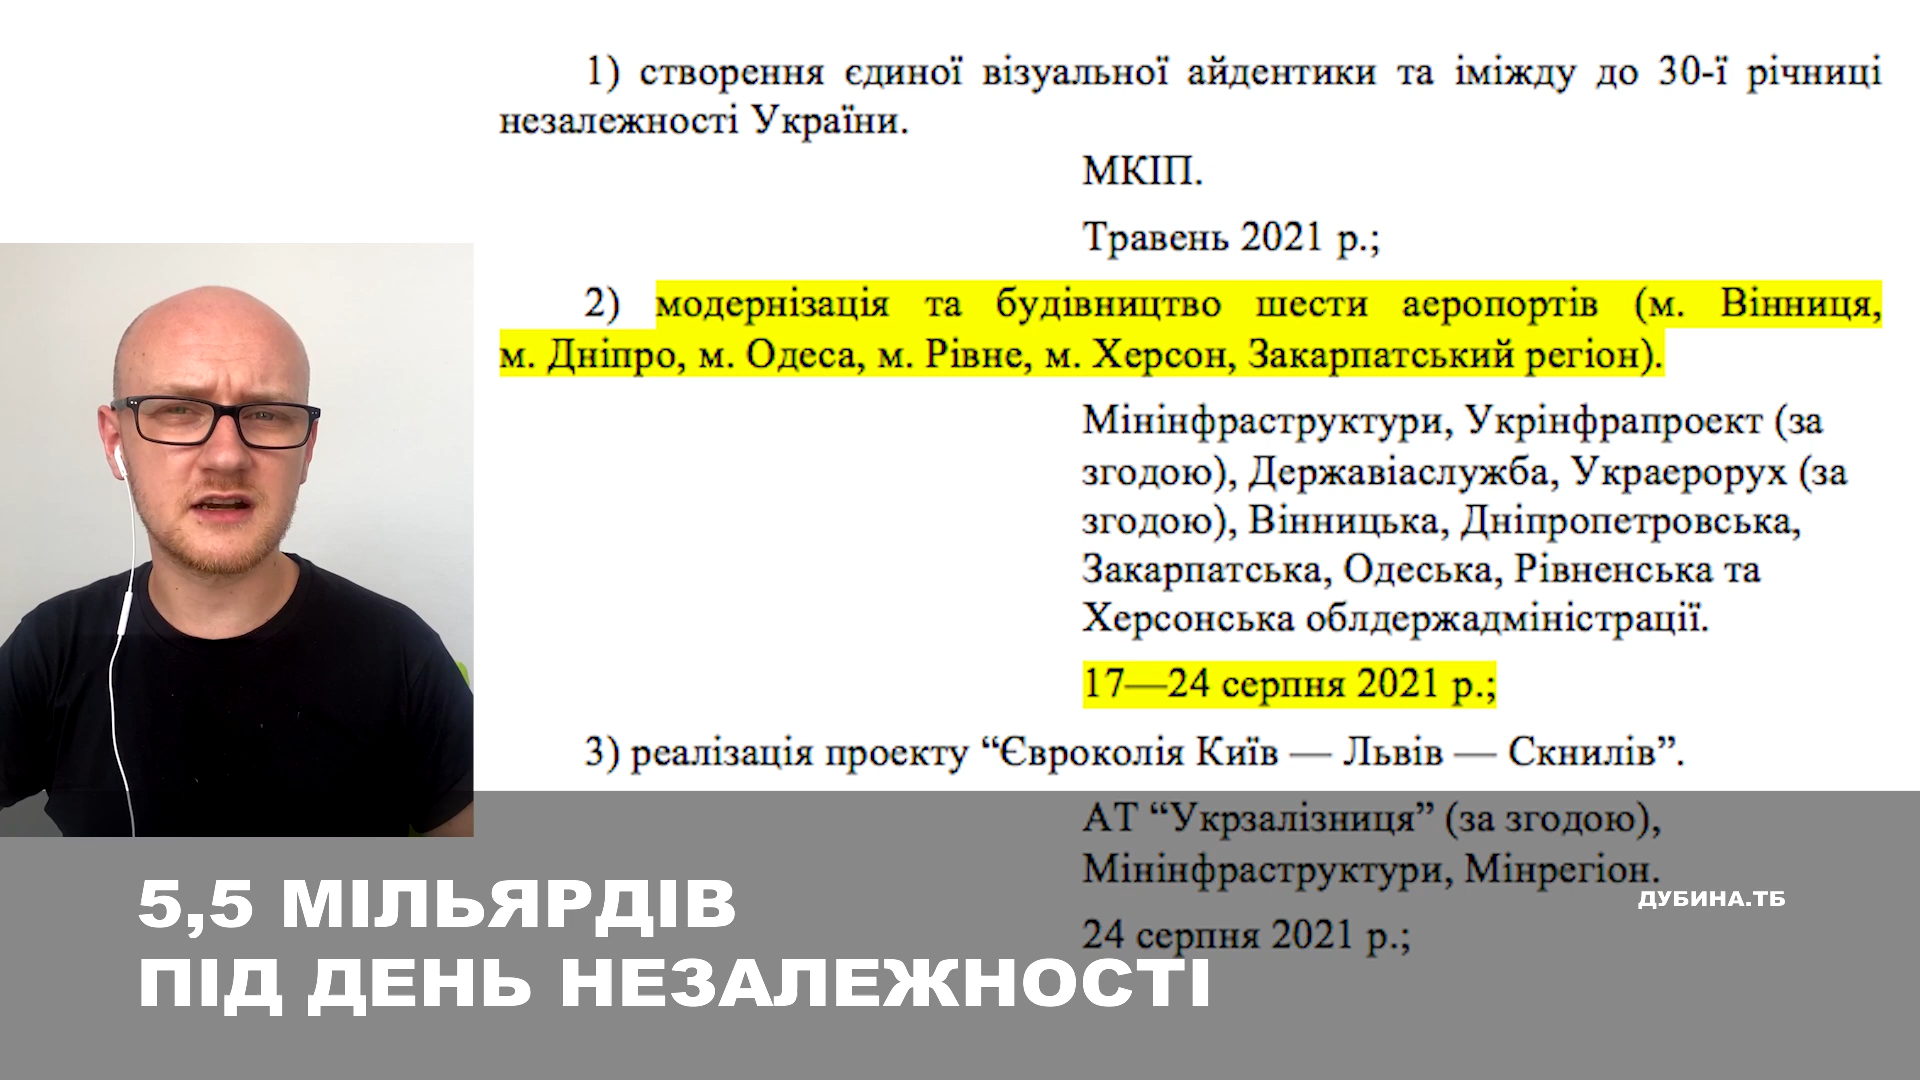 1) створення єдиної візуальної айдентики та іміжду до 30-ї річниці
незалежності України.
МКІП.
Травень 2021 р.;
2) модернізація та будівництво шести аеропортів (м. Вінниця,
м. Дніпро, м. Одеса, м. Рівне, м. Херсон, Закарпатський регіон).
Мінінфраструктури, Укрінфрапроект (за
згодою), Державіаслужба, Украерорух (за
згодою), Вінницька, Дніпропетровська,
Закарпатська, Одеська, Рівненська та
Херсонська облдержадміністрації.
17—24 серпня 2021 р.;
3) реалізація проекту “Євроколія Київ — Львів — Скнилів”.
АТ “Укрзалізниця” (за згодою),
Мінінфраструктури, Мінрегіон.
24 серпня 2021 р.;
5,5 МІЛЬЯРДІВ
ПІД ДЕНЬ НЕЗАЛЕЖНОСТІ
ДУБИНА.ТБ